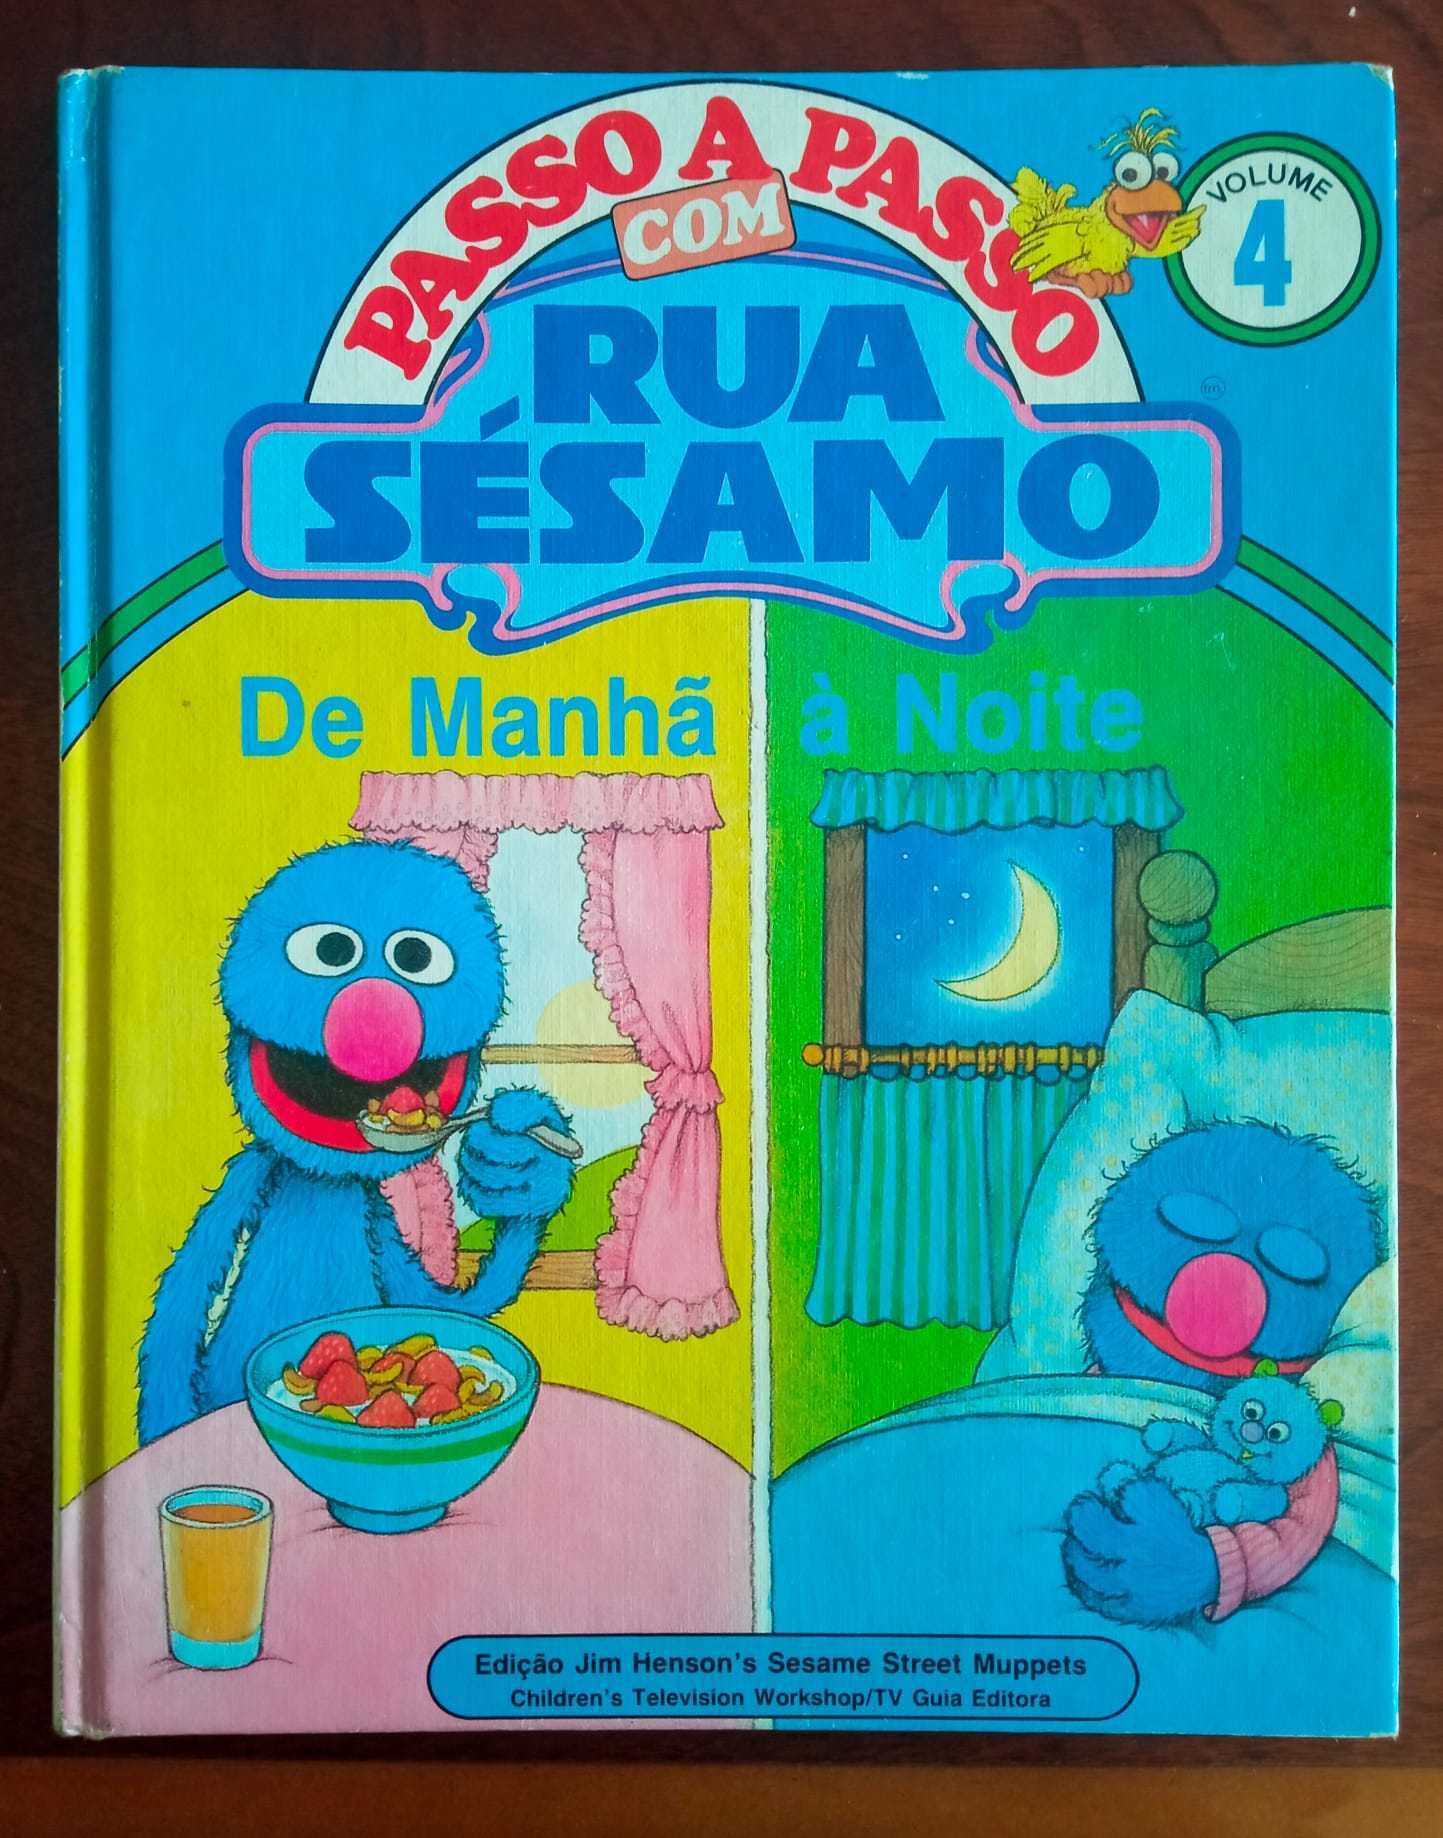 PASSO A PASSO
COM
VOLUME
4
RUA
SÉSAMO
De Manhã à Noite
Edição Jim Henson's Sesame Street Muppets
Children's Television Workshop/TV Guia Editora